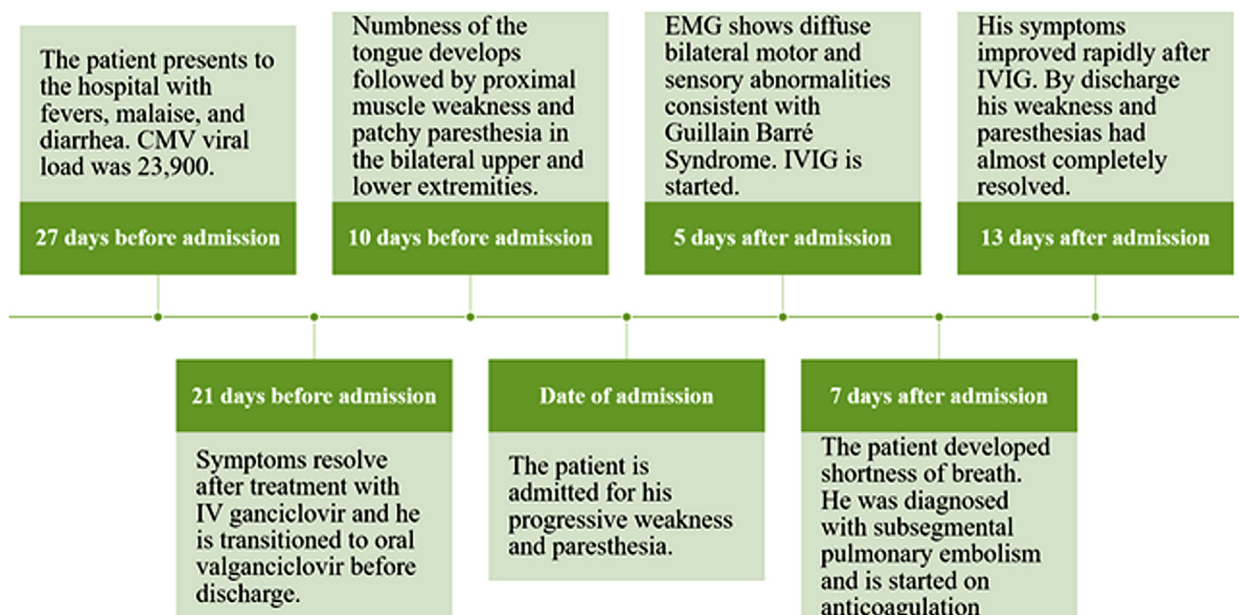 The patient presents to
the hospital with
fevers, malaise, and
diarrhea. CMV viral
load was 23,900.
27 days before admission
21 days before admission
Symptoms resolve
after treatment with
IV ganciclovir and he
is transitioned to oral
valganciclovir before
discharge.
Numbness of the
tongue develops
followed by proximal
muscle weakness and
patchy paresthesia in
the bilateral upper and
lower extremities.
10 days before admission
Date of admission
The patient is
admitted for his
progressive weakness
and paresthesia.
EMG shows diffuse
bilateral motor and
sensory abnormalities
consistent with
Guillain Barré
Syndrome. IVIG is
started.
5 days after admission
7 days after admission
The patient developed
shortness of breath.
He was diagnosed
with subsegmental
pulmonary embolism
and is started on
anticoagulation
His symptoms
improved rapidly after
IVIG. By discharge
his weakness and
paresthesias had
almost completely
resolved.
13 days after admission